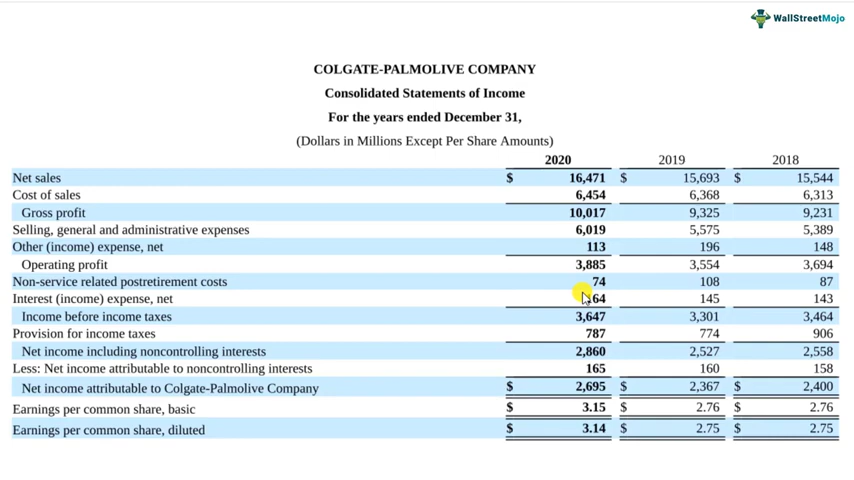 WallStreetMojo
COLGATE-PALMOLIVE COMPANY
Consolidated Statements of Income
For the years ended December 31,
(Dollars in Millions Except Per Share Amounts)
2020 2019 2018
Net sales $ 16,471 $ 15,693 $ 15,544
Cost of sales 6,454 6,368 6,313
Gross profit 10,017 9,325 9,231
Selling, general and administrative expenses 6,019 5,575 5,389
Other (income) expense, net 113 196 148
Operating profit 3,885 3,554 3,694
Non-service related postretirement costs 74 108 87
Interest (income) expense, net 64 145 143
Income before income taxes 3,647 3,301 3,464
Provision for income taxes 787 774 906
Net income including noncontrolling interests 2,860 2,527 2,558
Less: Net income attributable to noncontrolling interests 165 160 158
Net income attributable to Colgate-Palmolive Company $ 2,695 $ 2,367 $ 2,400
Earnings per common share, basic $ 3.15 $ 2.76 $ 2.76
Earnings per common share, diluted $ 3.14 $ 2.75 $ 2.75